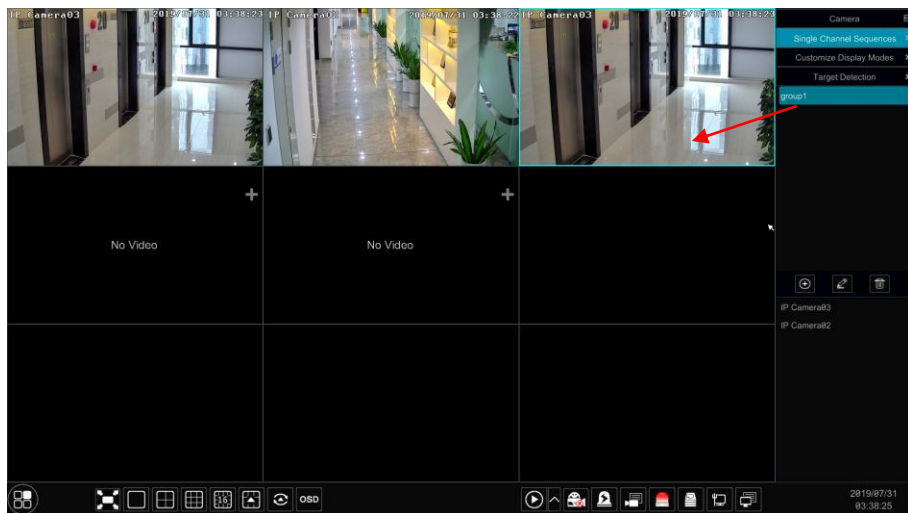 IP Camera03 2019/07/31 03:38:23
IP Camera03 2019/07/31 03:38:22
IP Camera03 2019/07/31 03:38:23
Camera
Single Channel Sequences
Customize Display Modes
Target Detection
group1
No Video
No Video
IP Camera03
IP Camera02
16
OSD
2019/07/31
03:38:25